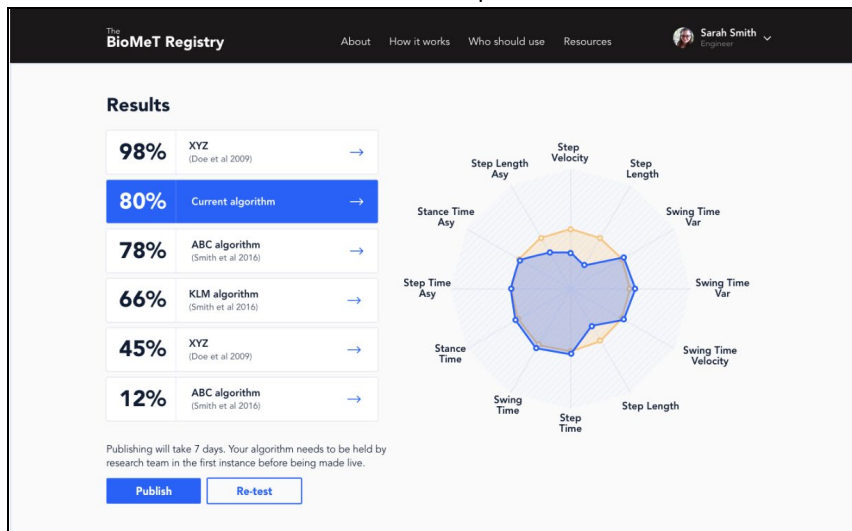 The
BioMeT Registry
About
How it works
Who should use
Resources
Sarah Smith
Engineer
Results
98%
XYZ
(Doe et al 2009)
80%
Current algorithm
78%
ABC algorithm
(Smith et al 2016)
66%
KLM algorithm
(Smith et al 2016)
45%
XYZ
(Doe et al 2009)
12%
ABC algorithm
(Smith et al 2016)
Publishing will take 7 days. Your algorithm needs to be held by
research team in the first instance before being made live.
Publish
Re-test
Step
Velocity
Step
Length
Swing Time
Var
Swing Time
Var
Swing Time
Velocity
Step Length
Step
Time
Swing
Time
Stance
Time
Step Time
Asy
Stance Time
Asy
Step Length
Asy